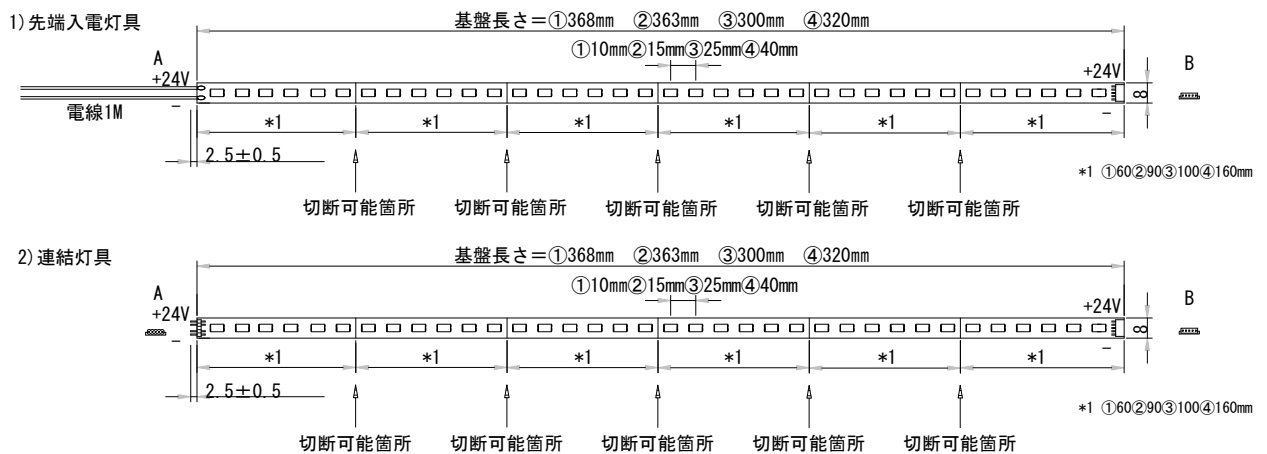 1)先端入電灯具
基盤長さ=①368mm ②363mm ③300mm ④320mm
①10mm②15mm③25mm④40mm
A
+24V
+24V
B
電線1M
−
−
8
*1 *1 *1 *1 *1 *1
2.5±0.5
*1 ①60②90③100④160mm
切断可能箇所 切断可能箇所 切断可能箇所 切断可能箇所 切断可能箇所
2)連結灯具
基盤長さ=①368mm ②363mm ③300mm ④320mm
①10mm②15mm③25mm④40mm
A
+24V
+24V
B
−
−
8
*1 *1 *1 *1 *1 *1
2.5±0.5
*1 ①60②90③100④160mm
切断可能箇所 切断可能箇所 切断可能箇所 切断可能箇所 切断可能箇所